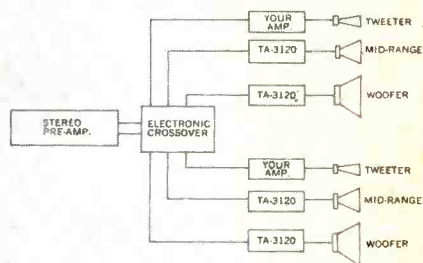 YOUR
AMP.
TWEETER
TA-3120
MID-RANGE
TA-3120
WOOFER
STEREO
PRE-AMP.
ELECTRONIC
CROSSOVER
YOUR
AMP.
TWEETER
TA-3120
MID-RANGE
TA-3120
WOOFER